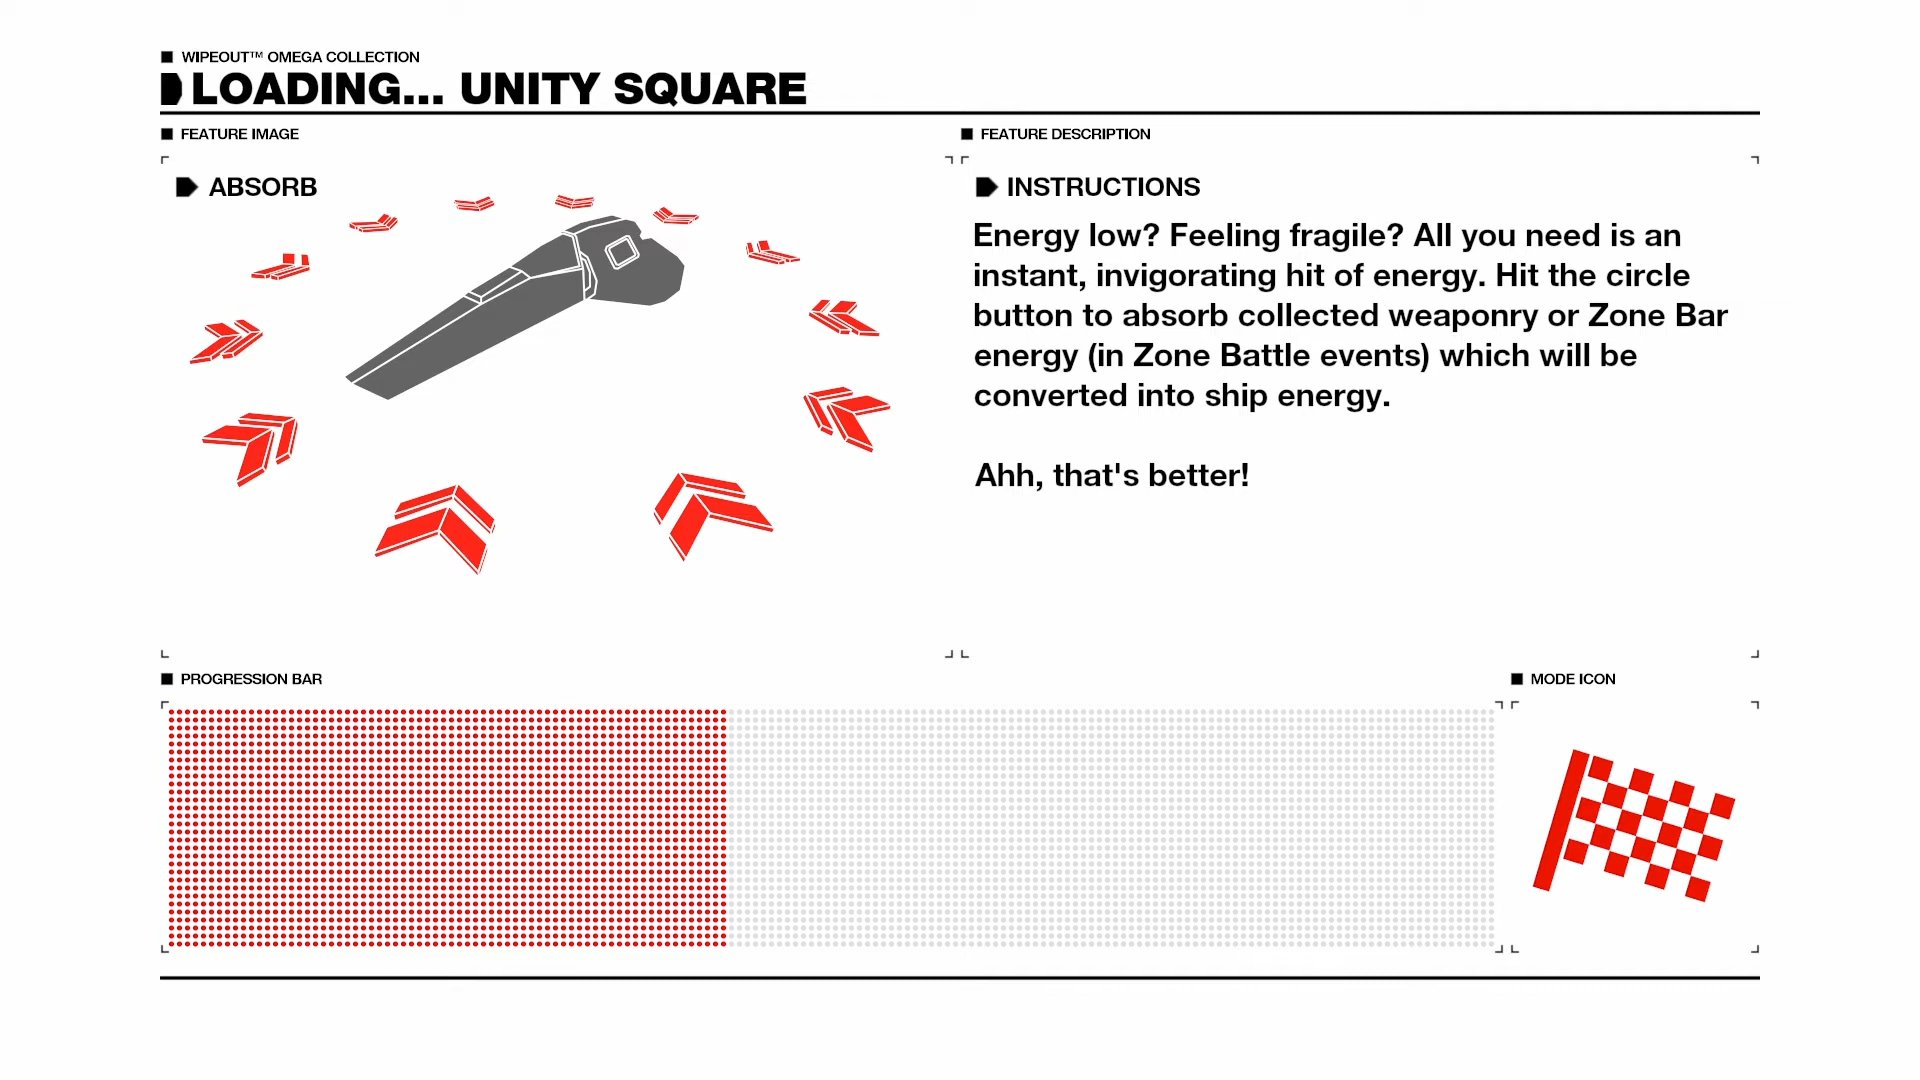 WIPEOUT™ OMEGA COLLECTION
LOADING... UNITY SQUARE
FEATURE IMAGE
ABSORB
FEATURE DESCRIPTION
INSTRUCTIONS
Energy low? Feeling fragile? All you need is an
instant, invigorating hit of energy. Hit the circle
button to absorb collected weaponry or Zone Bar
energy (in Zone Battle events) which will be
converted into ship energy.
Ahh, that's better!
PROGRESSION BAR
MODE ICON